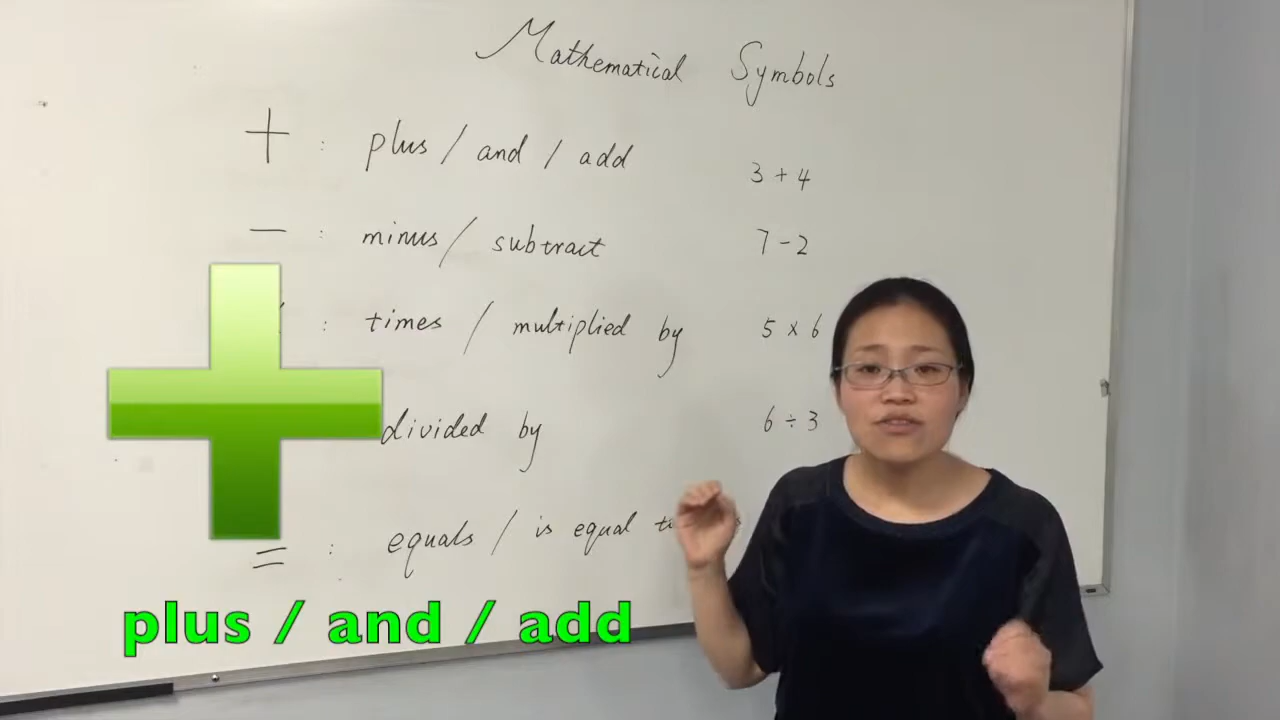 Mathematical Symbols
+ : plus / and / add 3 + 4
- : minus / subtract 7 - 2
: times / multiplied by 5 × 6
divided by 6 ÷ 3
= : equals / is equal
plus / and / add